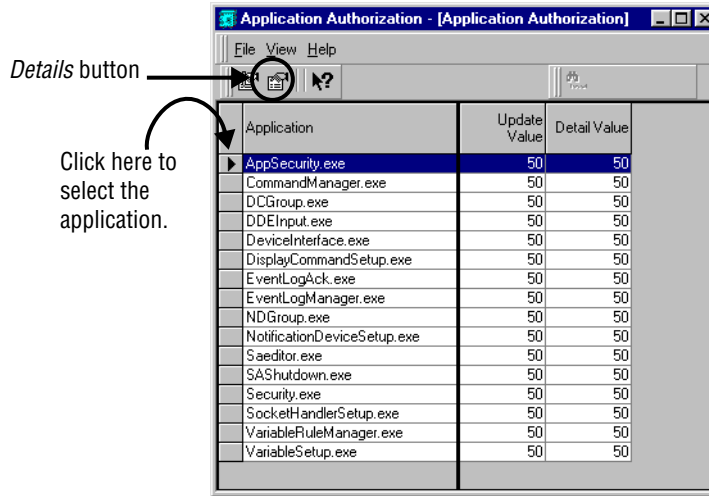 Application Authorization - [Application Authorization]
File View Help
Details button
Click here to
select the
application.
Application Update Value Detail Value
AppSecurity.exe 50 50
CommandManager.exe 50 50
DCGroup.exe 50 50
DDEInput.exe 50 50
DeviceInterface.exe 50 50
DisplayCommandSetup.exe 50 50
EventLogAck.exe 50 50
EventLogManager.exe 50 50
NDGroup.exe 50 50
NotificationDeviceSetup.exe 50 50
Saeditor.exe 50 50
SAShutdown.exe 50 50
Security.exe 50 50
SocketHandlerSetup.exe 50 50
VariableRuleManager.exe 50 50
VariableSetup.exe 50 50